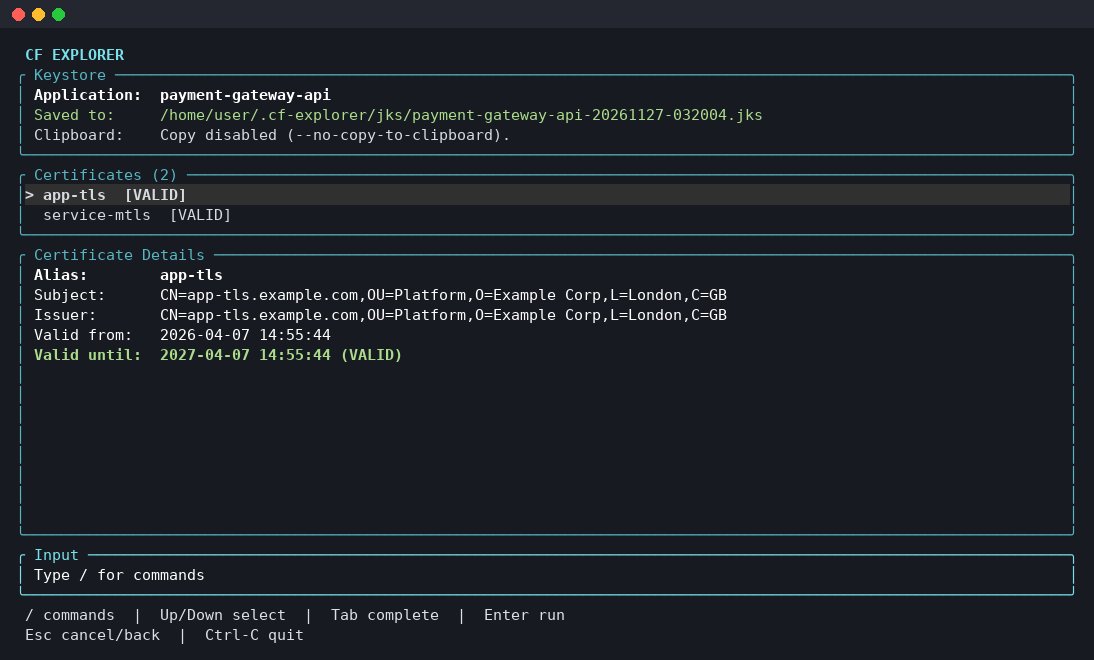 CF EXPLORER
Keystore
Application: payment-gateway-api
Saved to: /home/user/.cf-explorer/jks/payment-gateway-api-20261127-032004.jks
Clipboard: Copy disabled (--no-copy-to-clipboard).
Certificates (2)
> app-tls [VALID]
service-mtls [VALID]
Certificate Details
Alias: app-tls
Subject: CN=app-tls.example.com,OU=Platform,O=Example Corp,L=London,C=GB
Issuer: CN=app-tls.example.com,OU=Platform,O=Example Corp,L=London,C=GB
Valid from: 2026-04-07 14:55:44
Valid until: 2027-04-07 14:55:44 (VALID)
Input
Type / for commands
/ commands | Up/Down select | Tab complete | Enter run
Esc cancel/back | Ctrl-C quit